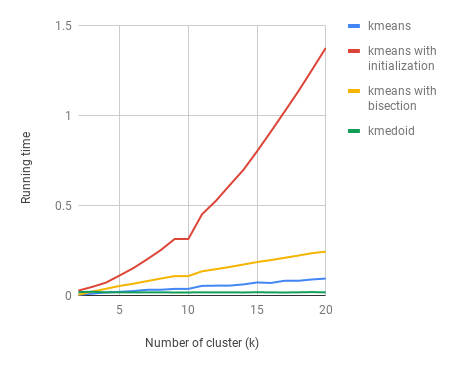 1.5
1
0.5
0
5
10
15
20
Running time
Number of cluster (k)
kmeans
kmeans with
initialization
kmeans with
bisection
kmedoid